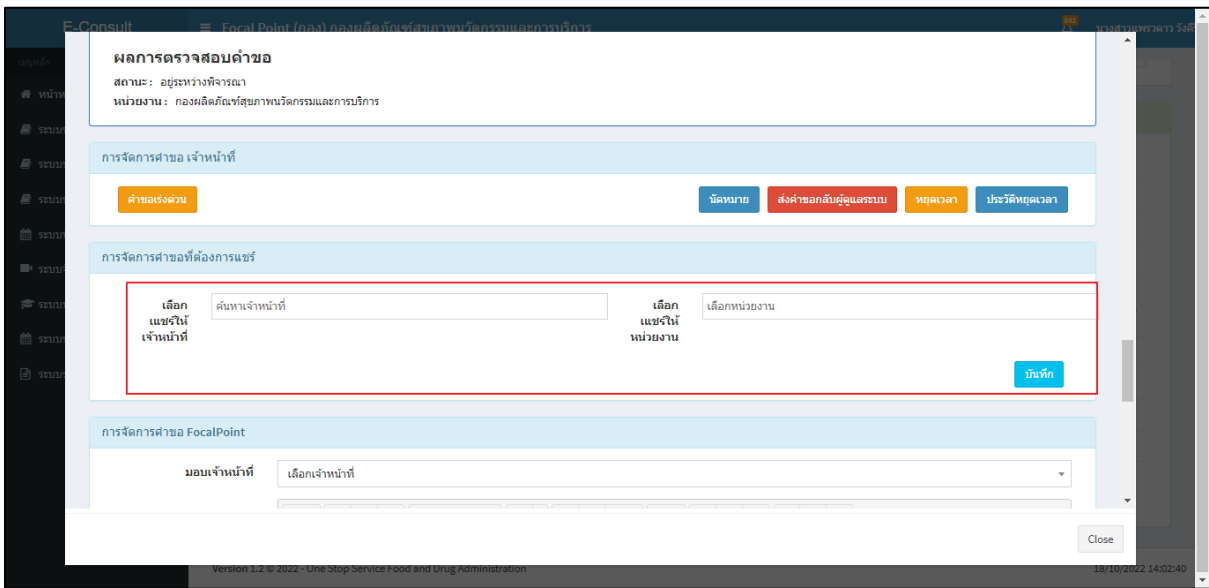 E-Consult
Focal Point (กอง) กองผลิตภัณฑ์สุขภาพนวัตกรรมและการบริการ
541
เมนูหลัก
ผลการตรวจสอบคำขอ
สถานะ : อยู่ระหว่างพิจารณา
หน่วยงาน : กองผลิตภัณฑ์สุขภาพนวัตกรรมและการบริการ
การจัดการคำขอ เจ้าหน้าที่
คำขอเร่งด่วน
นัดหมาย
ส่งคำขอกลับผู้ดูแลระบบ
หยุดเวลา
ประวัติหยุดเวลา
การจัดการคำขอที่ต้องการแชร์
เลือก
แชร์ให้
เจ้าหน้าที่
ค้นหาเจ้าหน้าที่
เลือก
แชร์ให้
หน่วยงาน
เลือกหน่วยงาน
บันทึก
การจัดการคำขอ FocalPoint
มอบเจ้าหน้าที่
เลือกเจ้าหน้าที่
Close
Version 1.2 © 2022 - One Stop Service Food and Drug Administration
18/10/2022 14:02:40